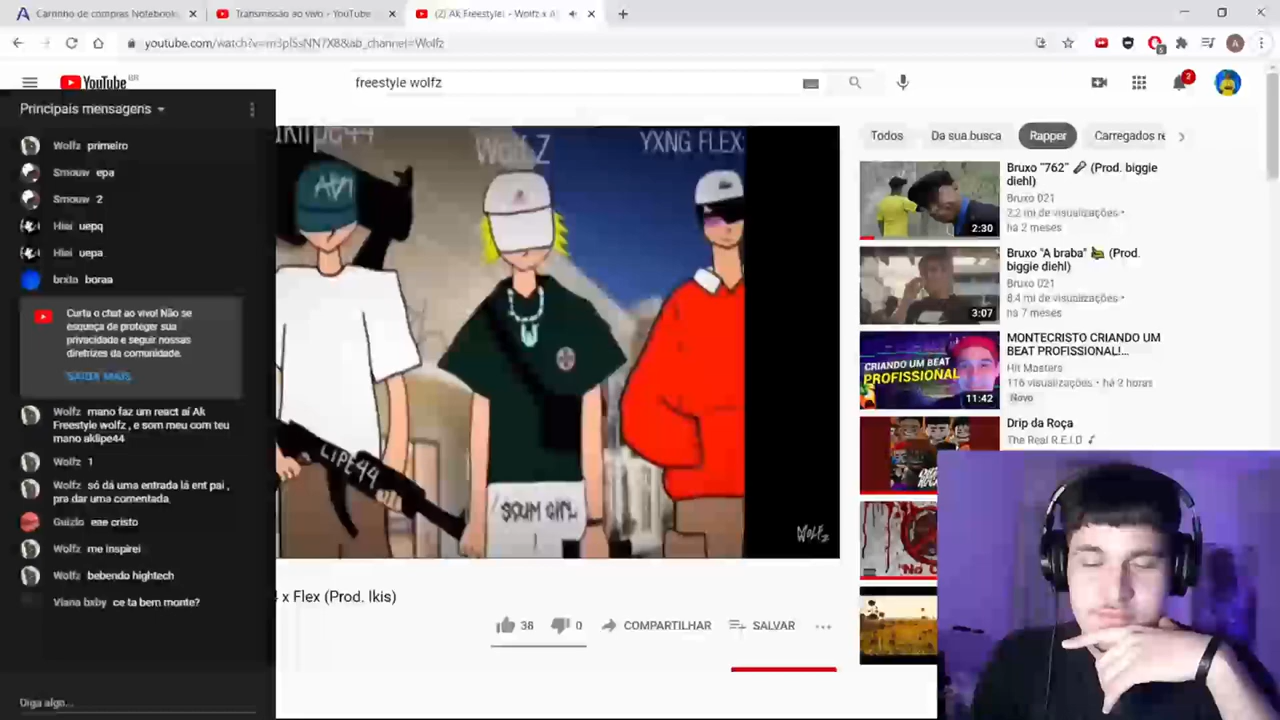 Carrinho de compras Notebook
Transmissão ao vivo - YouTube
(2) Ak Freestyle! - Wolfz x A
youtube.com/watch?v=m3plSsNN7X8&ab_channel=Wolfz
YouTube BR
freestyle wolfz
2
Principais mensagens
Wolfz primeiro
Smouw epa
Smouw 2
Hiei uepq
Hiei uepa
brxto boraa
Curta o chat ao vivo! Não se
esqueça de proteger sua
privacidade e seguir nossas
diretrizes da comunidade.
SAIBA MAIS
Wolfz mano faz um react aí Ak
Freestyle wolfz , e som meu com teu
mano aklipe44
Wolfz 1
Wolfz só dá uma entrada lá ent pai ,
pra dar uma comentada.
Guizio eae cristo
Wolfz me inspirei
Wolfz bebendo hightech
Viana bxby ce ta bem monte?
Diga algo...
aklipe44
Wolf Z
YXNG FLEX
LIPE44
SCUM GIRL
WOLFZ
x Flex (Prod. Ikis)
38
0
COMPARTILHAR
SALVAR
Todos
Da sua busca
Rapper
Carregados re
Bruxo "762" 🎤 (Prod. biggie
diehl)
Bruxo 021
2,2 mi de visualizações •
há 2 meses
2:30
Bruxo "A braba" (Prod.
biggie diehl)
Bruxo 021
8,4 mi de visualizações •
há 7 meses
3:07
MONTECRISTO CRIANDO UM
BEAT PROFISSIONAL!...
Hit Masters
116 visualizações • há 2 horas
Novo
CRIANDO UM BEAT
PROFISSIONAL
11:42
Drip da Roça
The Real R.E.I.D